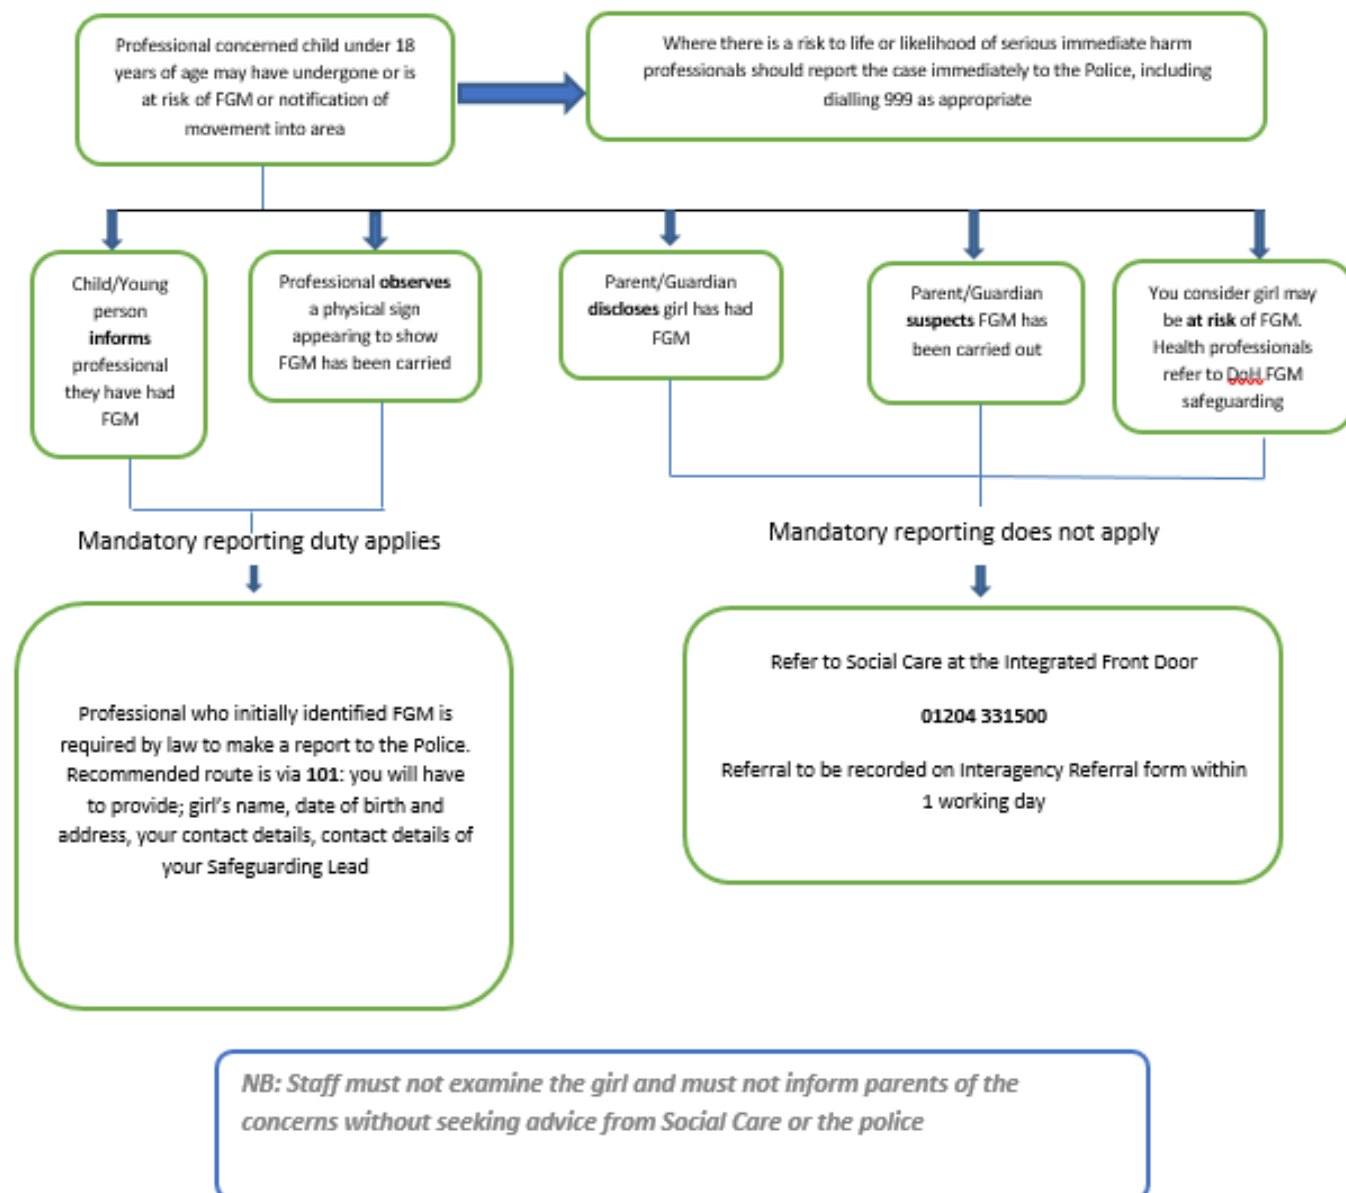 Professional concerned child under 18
years of age may have undergone or is
at risk of FGM or notification of
movement into area
Where there is a risk to life or likelihood of serious immediate harm
professionals should report the case immediately to the Police, including
dialling 999 as appropriate
Child/Young
person
informs
professional
they have had
FGM
Professional observes
a physical sign
appearing to show
FGM has been carried
Parent/Guardian
discloses girl has had
FGM
Parent/Guardian
suspects FGM has
been carried out
You consider girl may
be at risk of FGM.
Health professionals
refer to DoH FGM
safeguarding
Mandatory reporting duty applies
Mandatory reporting does not apply
Professional who initially identified FGM is
required by law to make a report to the Police.
Recommended route is via 101: you will have
to provide; girl's name, date of birth and
address, your contact details, contact details of
your Safeguarding Lead
Refer to Social Care at the Integrated Front Door
01204 331500
Referral to be recorded on Interagency Referral form within
1 working day
NB: Staff must not examine the girl and must not inform parents of the
concerns without seeking advice from Social Care or the police